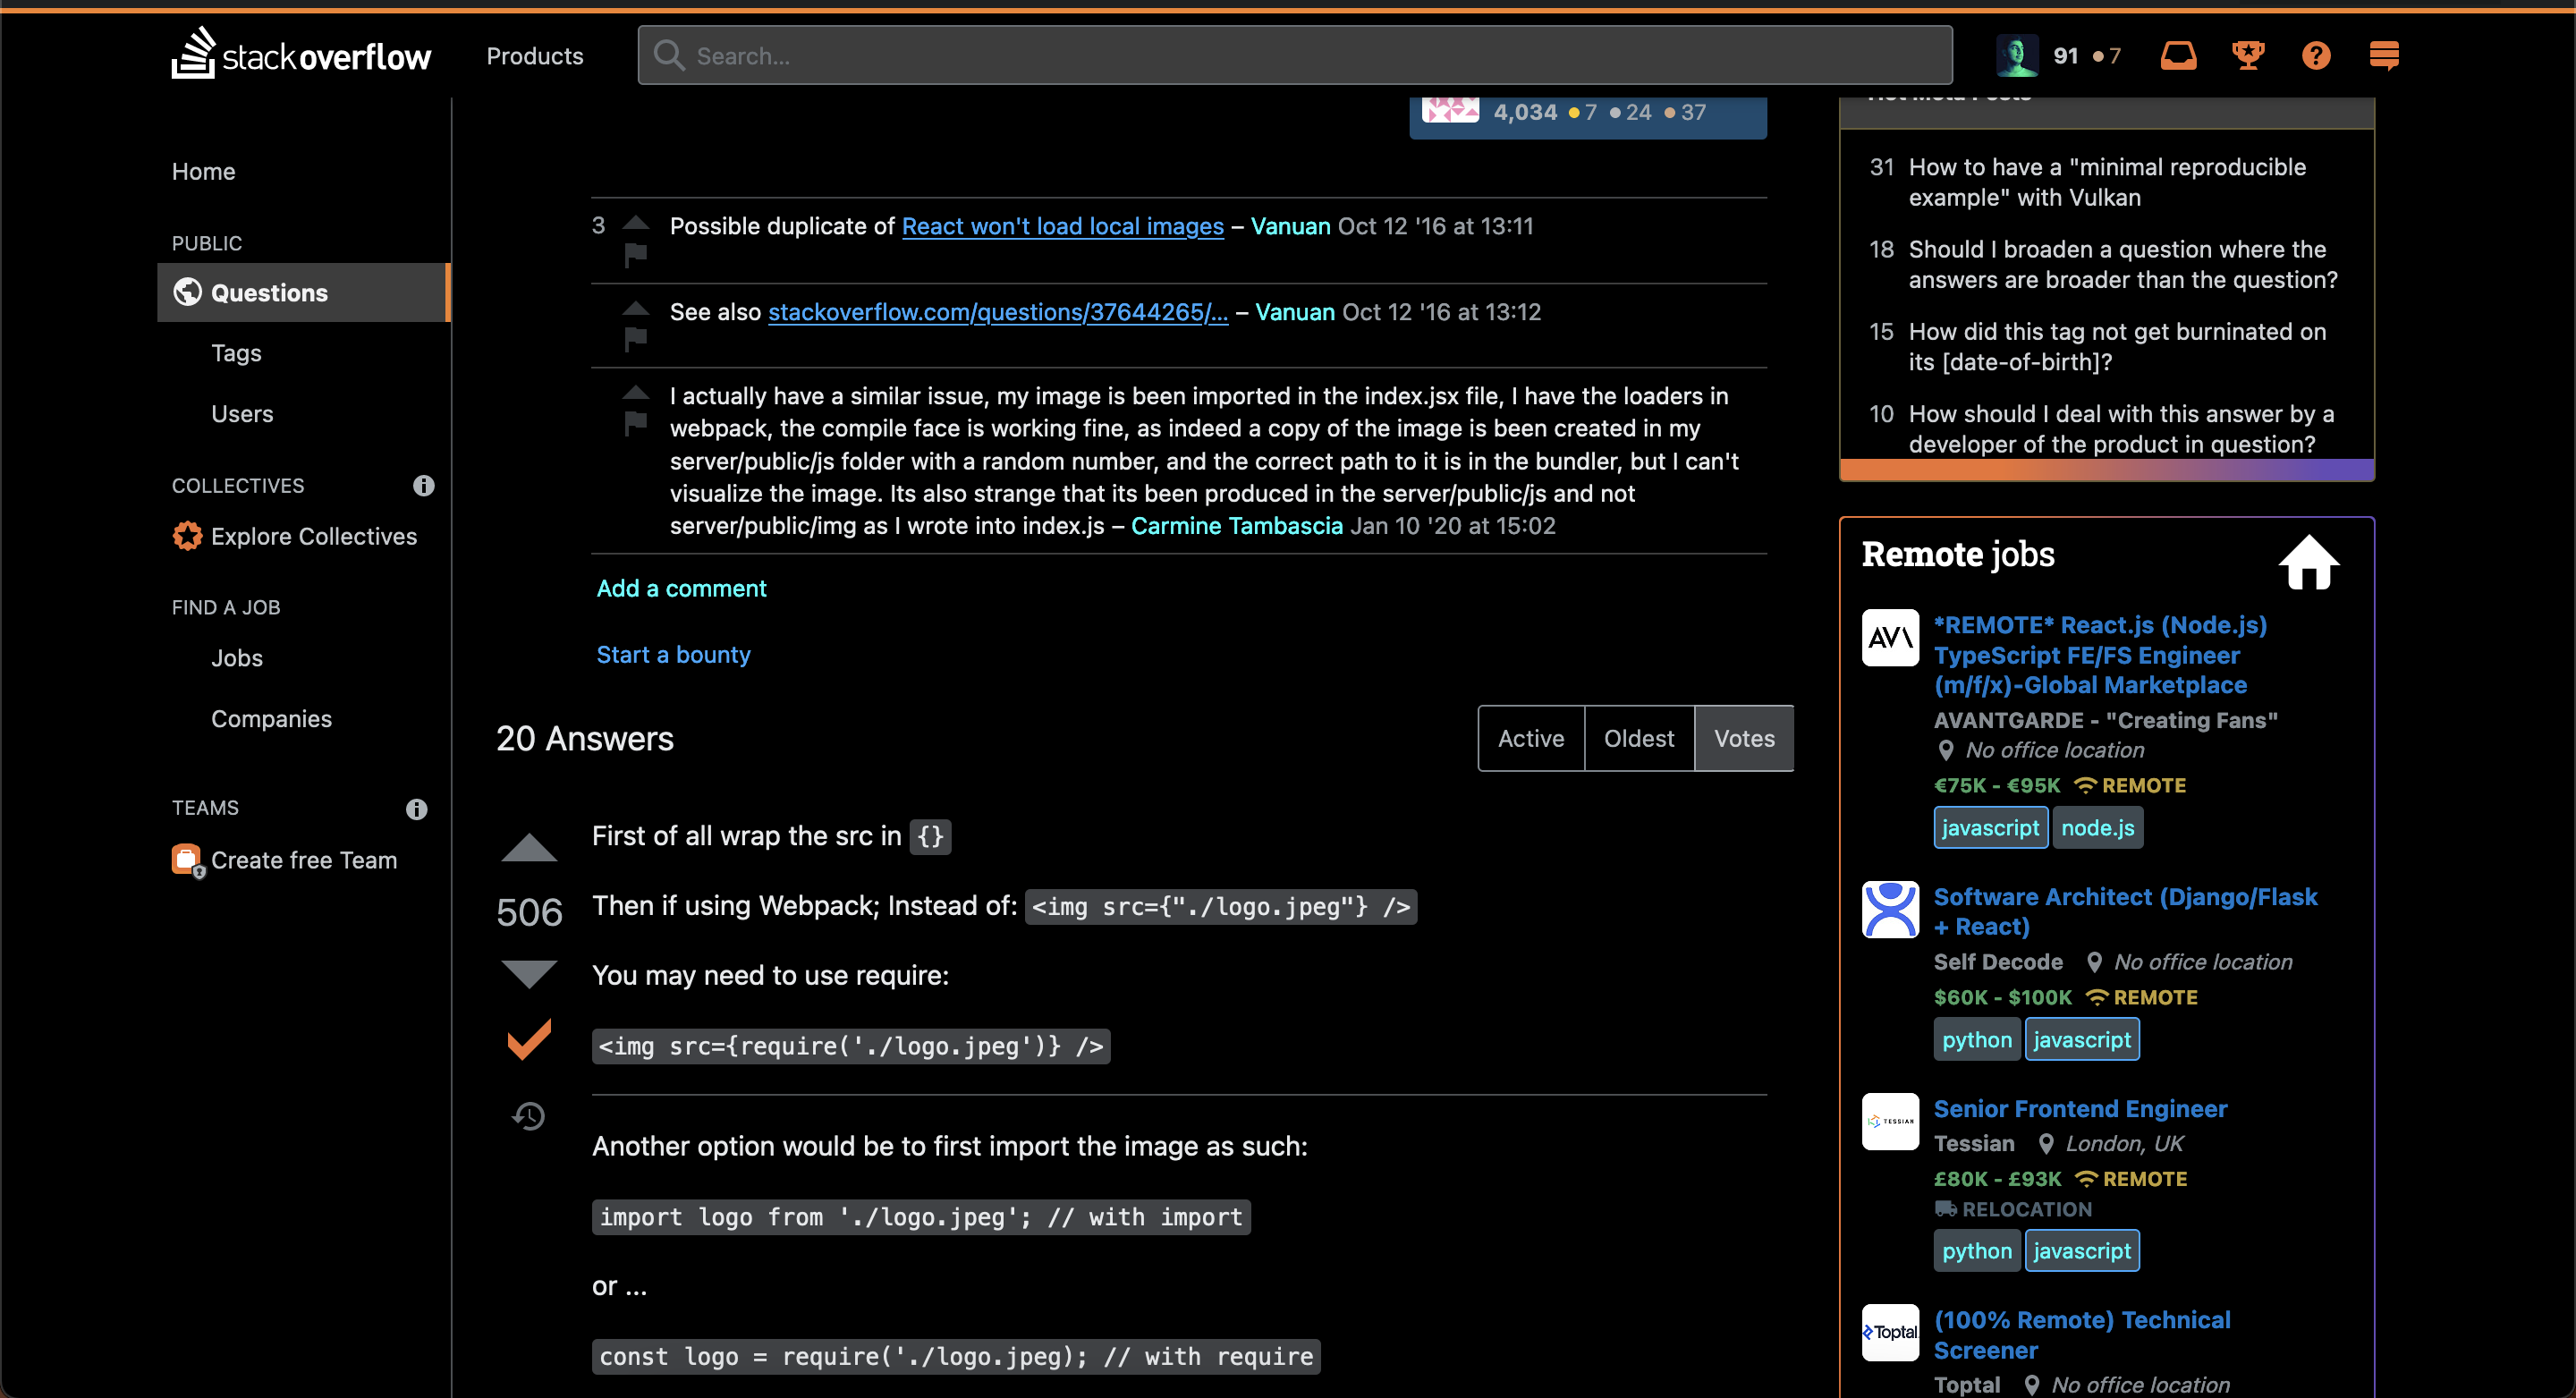 stack overflow
Products
Search...
91 7
Home
PUBLIC
Questions
Tags
Users
COLLECTIVES
Explore Collectives
FIND A JOB
Jobs
Companies
TEAMS
Create free Team
4,034 7 24 37
3 Possible duplicate of React won't load local images – Vanuan Oct 12 '16 at 13:11
See also stackoverflow.com/questions/37644265/... – Vanuan Oct 12 '16 at 13:12
I actually have a similar issue, my image is been imported in the index.jsx file, I have the loaders in
webpack, the compile face is working fine, as indeed a copy of the image is been created in my
server/public/js folder with a random number, and the correct path to it is in the bundler, but I can't
visualize the image. Its also strange that its been produced in the server/public/js and not
server/public/img as I wrote into index.js – Carmine Tambascia Jan 10 '20 at 15:02
Add a comment
Start a bounty
20 Answers
Active Oldest Votes
506
First of all wrap the src in {}
Then if using Webpack; Instead of: <img src={"./logo.jpeg"} />
You may need to use require:
<img src={require('./logo.jpeg')} />
Another option would be to first import the image as such:
import logo from './logo.jpeg'; // with import
or ...
const logo = require('./logo.jpeg); // with require
Hot Meta Posts
31 How to have a "minimal reproducible
example" with Vulkan
18 Should I broaden a question where the
answers are broader than the question?
15 How did this tag not get burninated on
its [date-of-birth]?
10 How should I deal with this answer by a
developer of the product in question?
Remote jobs
AVA
*REMOTE* React.js (Node.js)
TypeScript FE/FS Engineer
(m/f/x)-Global Marketplace
AVANTGARDE - "Creating Fans"
No office location
€75K - €95K REMOTE
javascript node.js
Software Architect (Django/Flask
+ React)
Self Decode No office location
$60K - $100K REMOTE
python javascript
TESSIAN
Senior Frontend Engineer
Tessian London, UK
£80K - £93K REMOTE
RELOCATION
python javascript
Toptal
(100% Remote) Technical
Screener
Toptal No office location